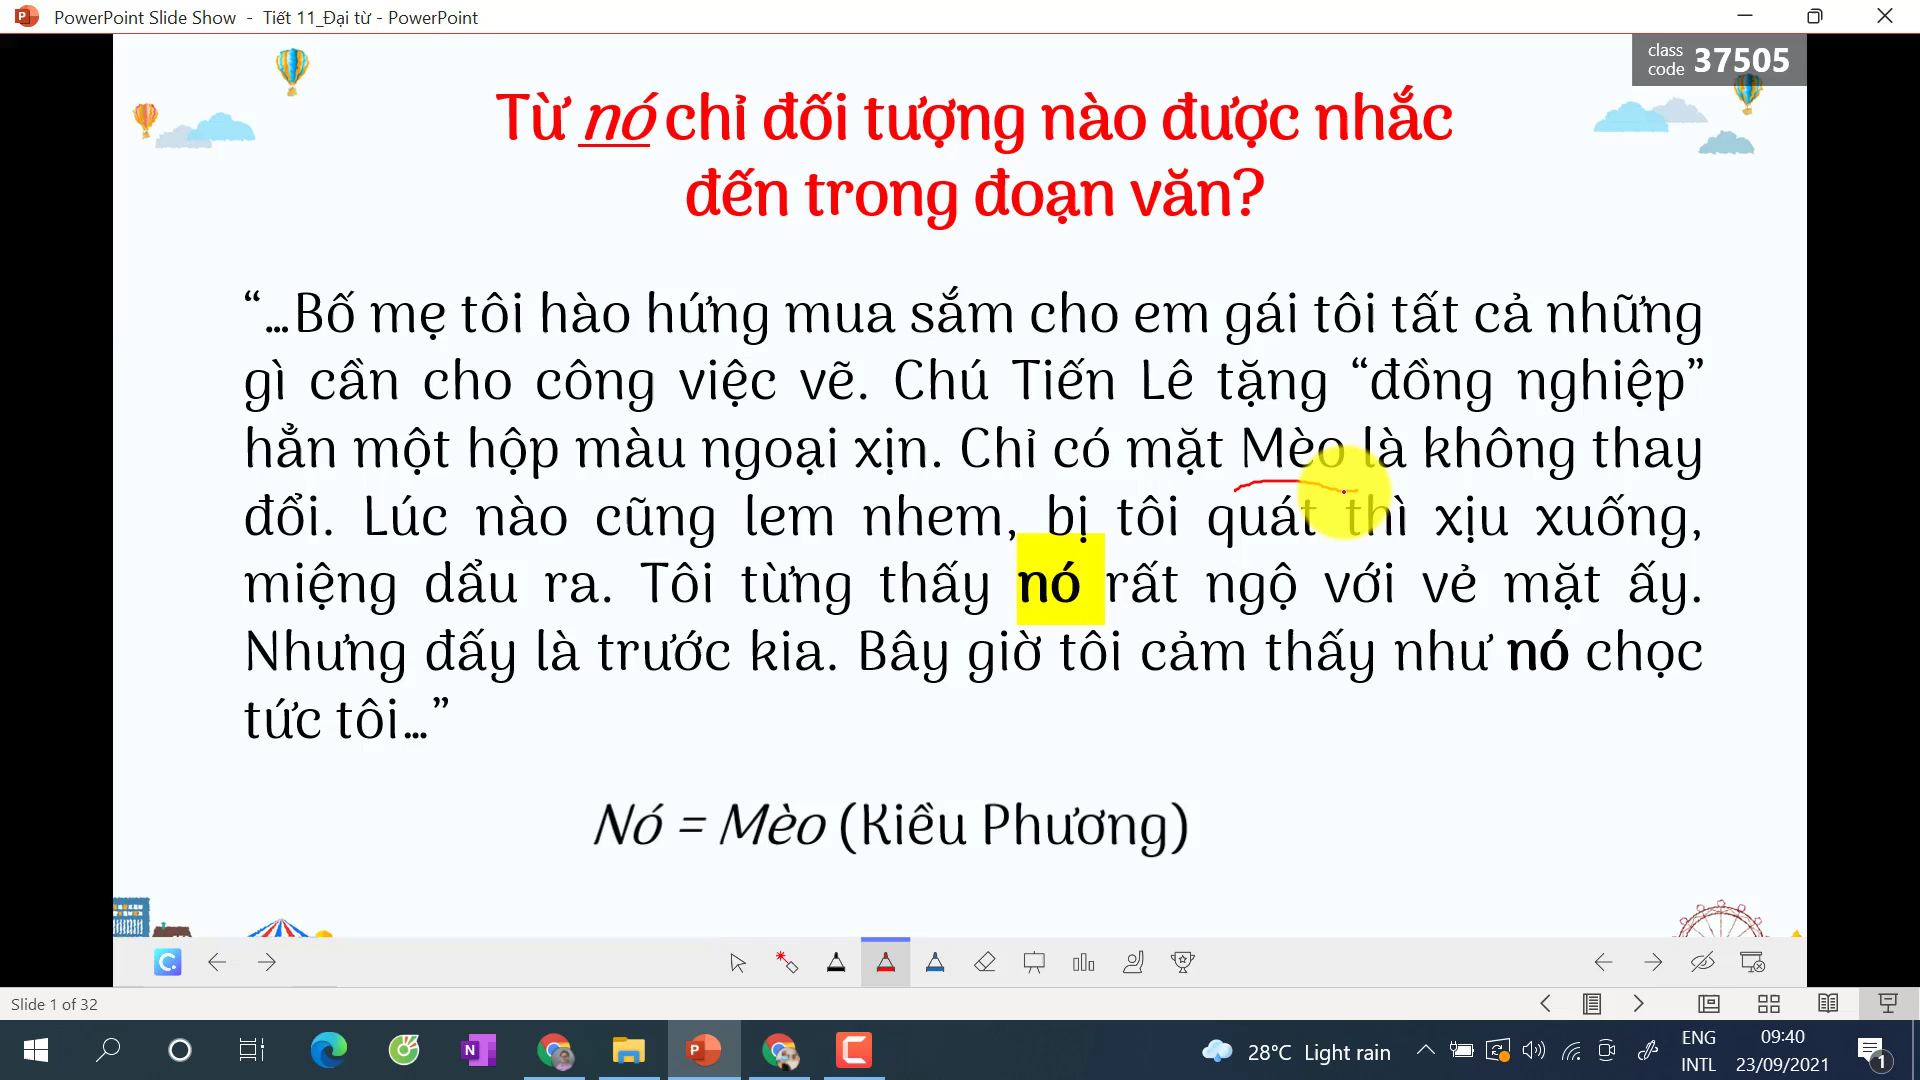 PowerPoint Slide Show - Tiết 11_Đại từ - PowerPoint
class
code 37505
Từ nó chỉ đối tượng nào được nhắc
đến trong đoạn văn?
“...Bố mẹ tôi hào hứng mua sắm cho em gái tôi tất cả những
gì cần cho công việc vẽ. Chú Tiến Lê tặng “đồng nghiệp”
hẳn một hộp màu ngoại xịn. Chỉ có mặt Mèo là không thay
đổi. Lúc nào cũng lem nhem, bị tôi quát thì xịu xuống,
miệng dẩu ra. Tôi từng thấy nó rất ngộ với vẻ mặt ấy.
Nhưng đấy là trước kia. Bây giờ tôi cảm thấy như nó chọc
tức tôi...”
Nó = Mèo (Kiều Phương)
Slide 1 of 32
28°C Light rain
ENG
INTL
09:40
23/09/2021
1